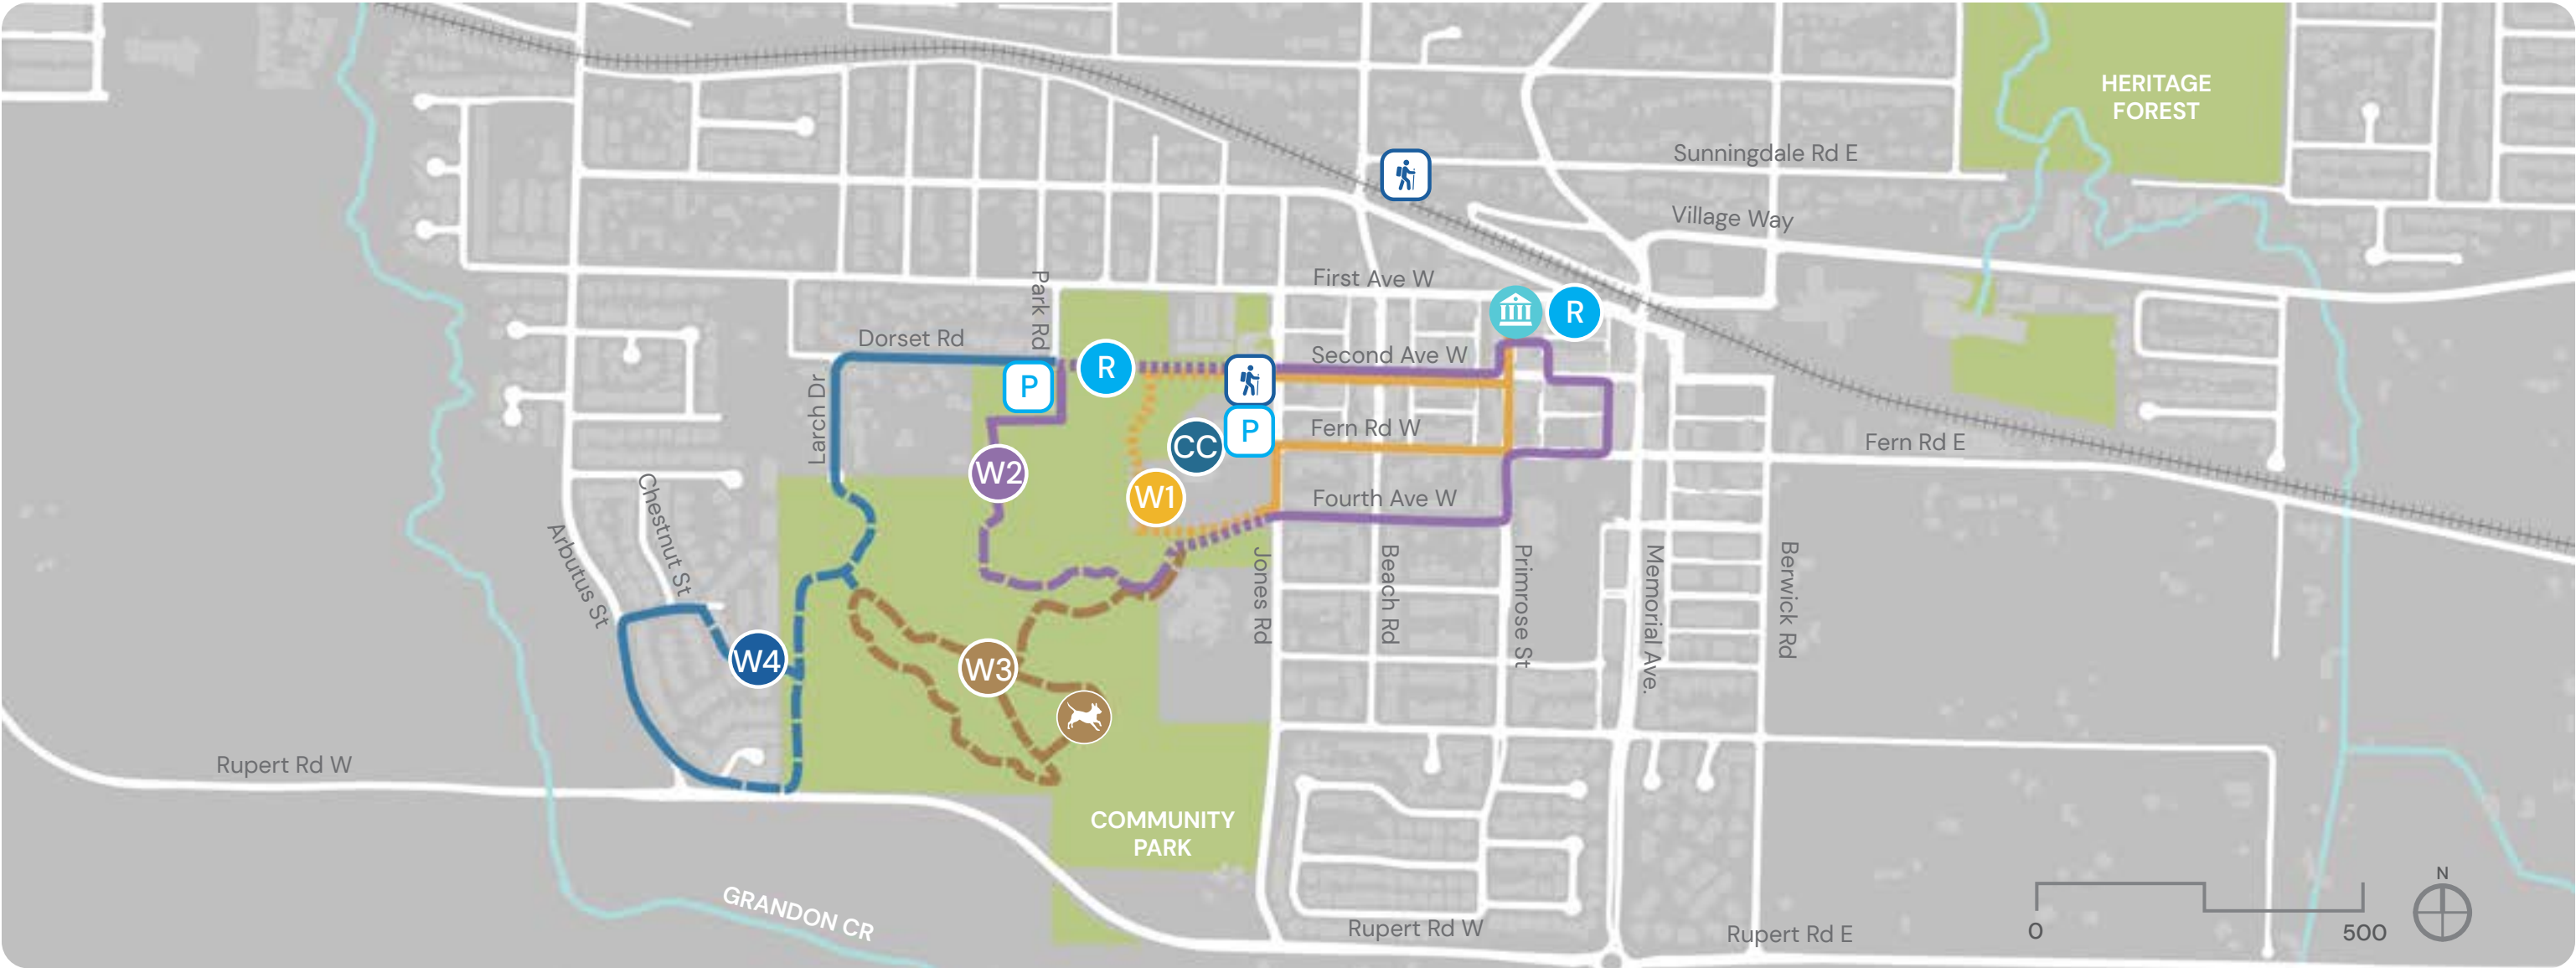 HERITAGE
FOREST
Sunningdale Rd E
Village Way
First Ave W
Park Rd
Dorset Rd
R
R
Second Ave W
P
Larch Dr
P
Fern Rd W
CC
Fern Rd E
W2
W1
Fourth Ave W
Chestnut St
Arbutus St
Jones Rd
Beach Rd
Primrose St
Memorial Ave.
Berwick Rd
W4
W3
Rupert Rd W
COMMUNITY
PARK
GRANDON CR
Rupert Rd W
Rupert Rd E
N
0
500